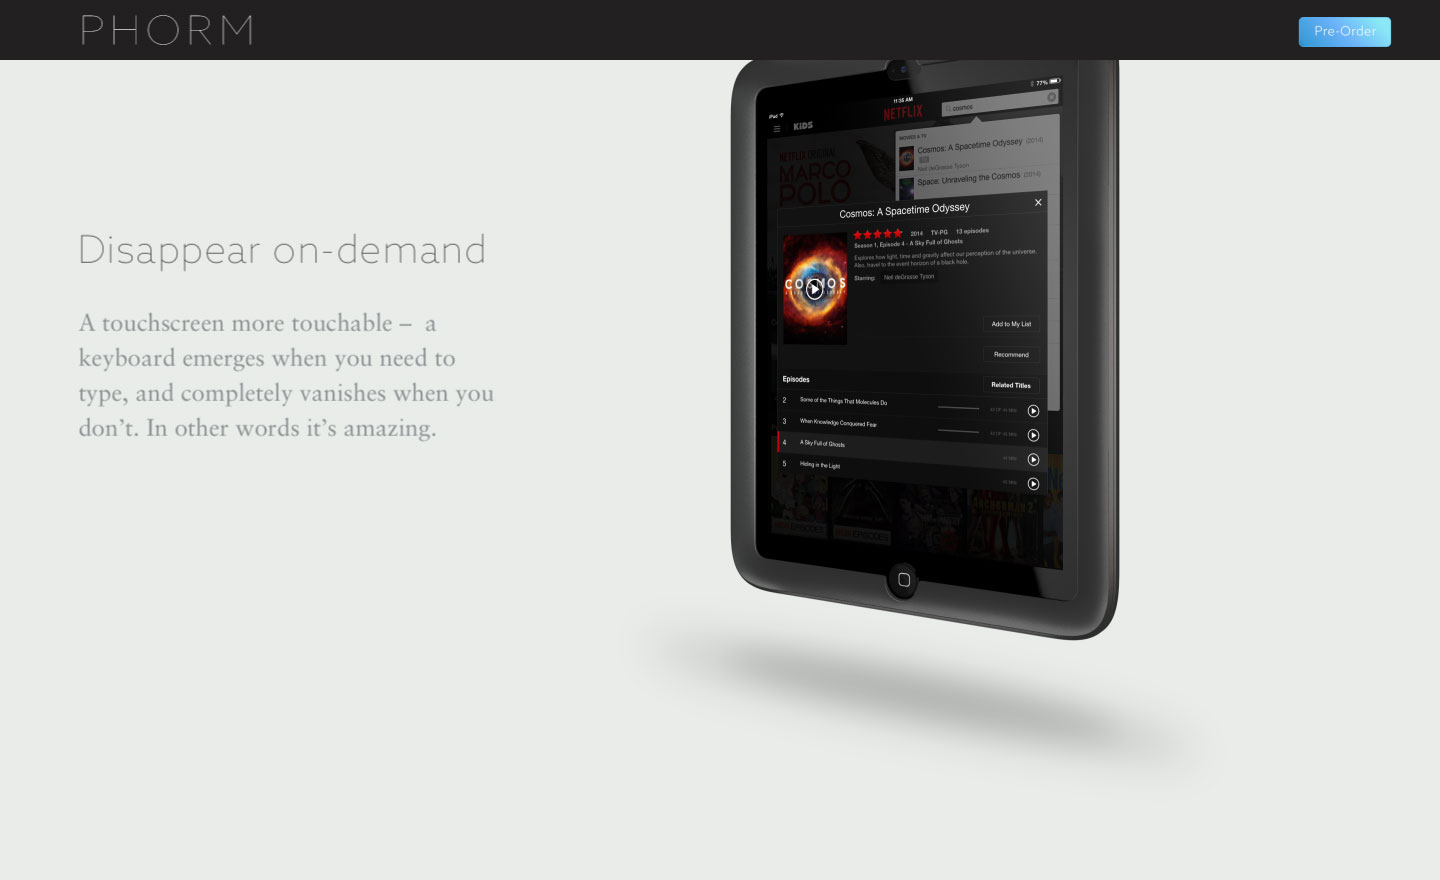 PHORM
Pre-Order
Disappear on-demand
A touchscreen more touchable – a
keyboard emerges when you need to
type, and completely vanishes when you
don’t. In other words it’s amazing.
iPad
11:35 AM
77%
KIDS
NETFLIX
cosmos
MOVIES & TV
Cosmos: A Spacetime Odyssey (2014)
Neil deGrasse Tyson
Space: Unraveling the Cosmos (2014)
NETFLIX ORIGINAL
MARCO
POLO
Cosmos: A Spacetime Odyssey
2014 TV-PG 13 episodes
Season 1, Episode 4 - A Sky Full of Ghosts
Explores how light, time and gravity affect our perception of the universe.
Also, travel to the event horizon of a black hole.
Starring: Neil deGrasse Tyson
COSMOS
Add to My List
Recommend
Episodes
Related Titles
2 Some of the Things That Molecules Do
3 When Knowledge Conquered Fear
4 A Sky Full of Ghosts
5 Hiding in the Light
ANCHORMAN 2
EPISODES
EPISODES